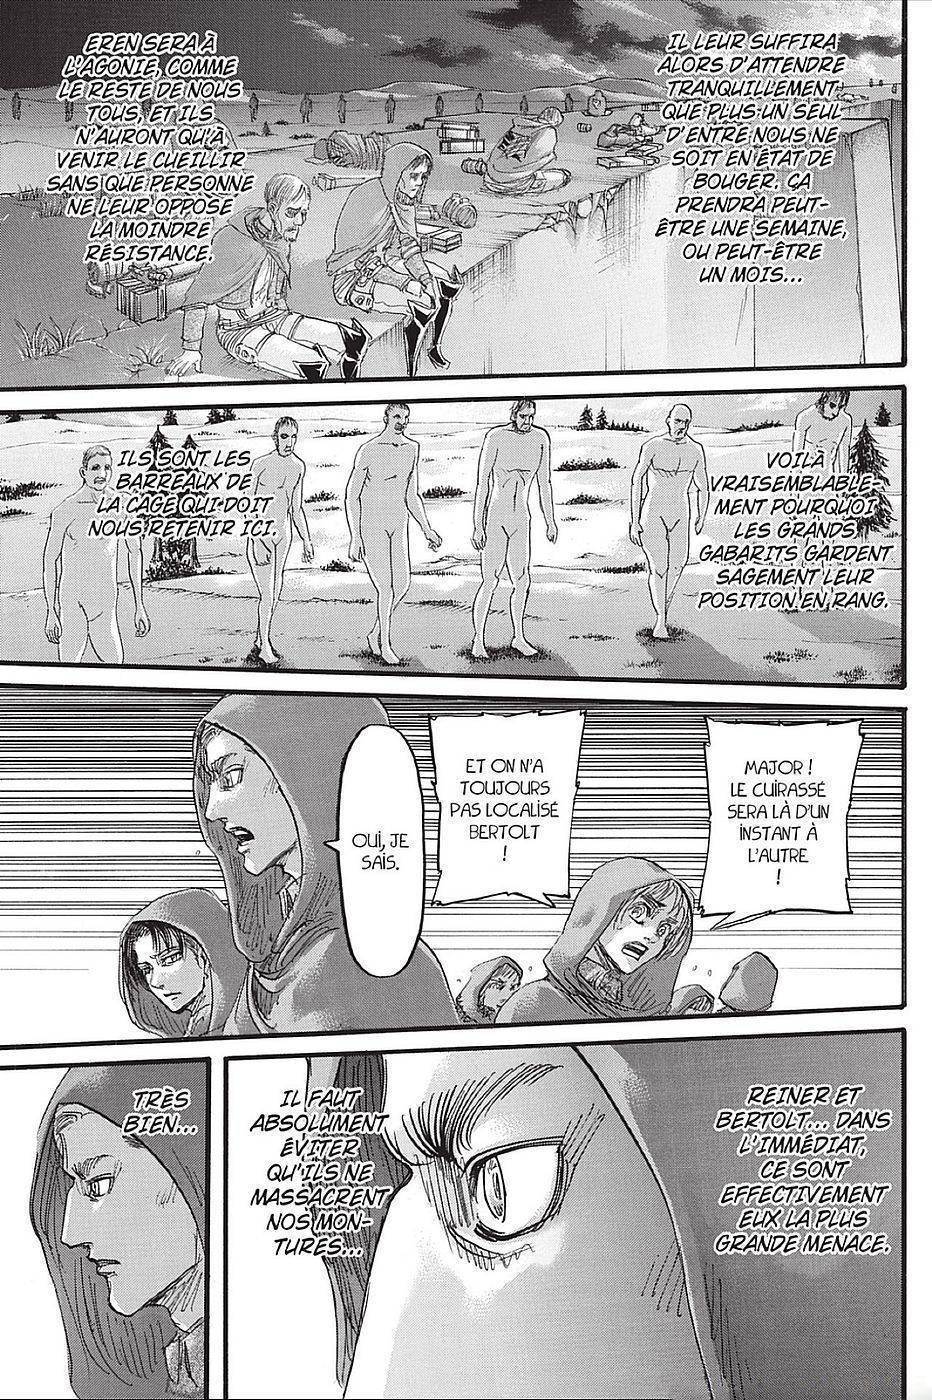 IL LEUR SUFFIRA
ALORS D'ATTENDRE
TRANQUILLEMENT
QUE PLUS UN SEUL
D'ENTRE NOUS NE
SOIT EN ÉTAT DE
BOUGER. ÇA
PRENDRA PEUT-
ÊTRE UNE SEMAINE,
OU PEUT-ÊTRE
UN MOIS...
EREN SERA À
L'AGONIE, COMME
LE RESTE DE NOUS
TOUS, ET ILS
N'AURONT QU'À
VENIR LE CUEILLIR
SANS QUE PERSONNE
NE LEUR OPPOSE
LA MOINDRE
RÉSISTANCE.
VOILÀ
VRAISEMBLABLE-
MENT POURQUOI
LES GRANDS
GABARITS GARDENT
SAGEMENT LEUR
POSITION EN RANG.
ILS SONT LES
BARREAUX DE
LA CAGE QUI DOIT
NOUS RETENIR ICI.
MAJOR !
LE CUIRASSÉ
SERA LÀ D'UN
INSTANT À
L'AUTRE
!
ET ON N'A
TOUJOURS
PAS LOCALISÉ
BERTOLT
!
OUI, JE
SAIS.
REINER ET
BERTOLT... DANS
L'IMMÉDIAT,
CE SONT
EFFECTIVEMENT
EUX LA PLUS
GRANDE MENACE.
IL FAUT
ABSOLUMENT
ÉVITER
QU'ILS NE
MASSACRENT
NOS MON-
TURES...
TRÈS
BIEN...